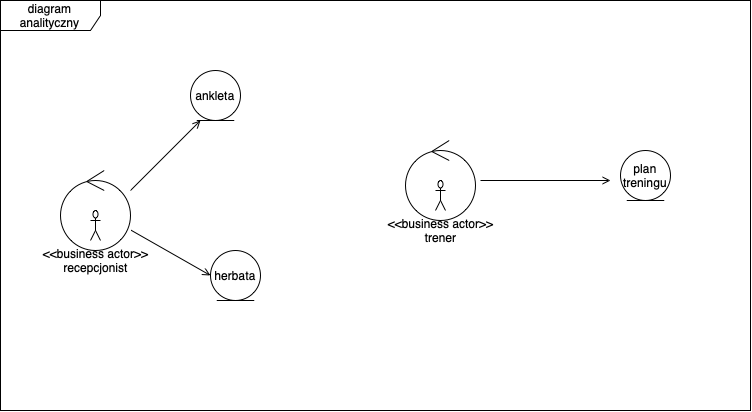 diagram
analityczny
ankleta
<<business actor>>
recepcjonist
herbata
<<business actor>>
trener
plan
treningu